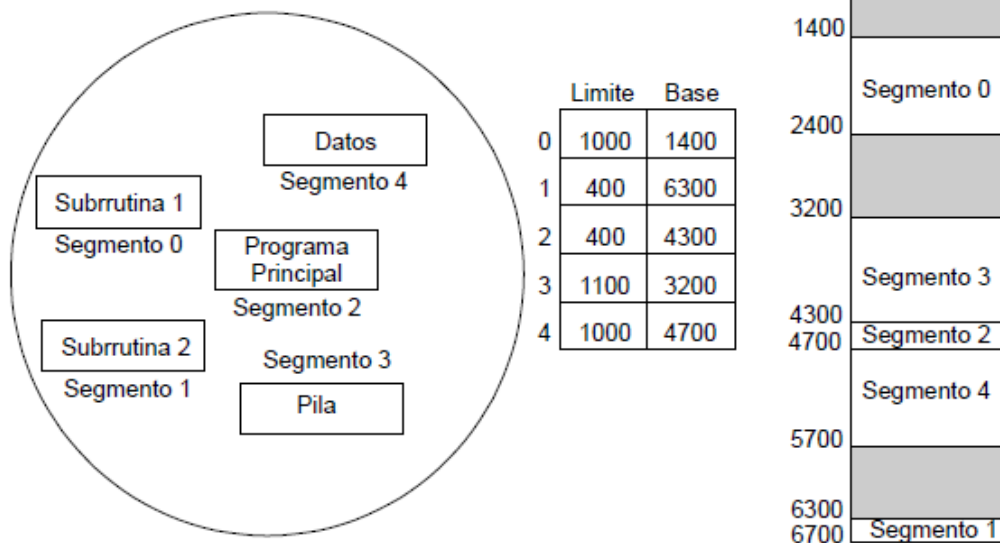 Datos
Segmento 4
Subrrutina 1
Segmento 0
Programa
Principal
Segmento 2
Subrrutina 2
Segmento 1
Segmento 3
Pila
Limite Base
0 1000 1400
1 400 6300
2 400 4300
3 1100 3200
4 1000 4700
1400
Segmento 0
2400
3200
Segmento 3
4300
Segmento 2
4700
Segmento 4
5700
6300
Segmento 1
6700